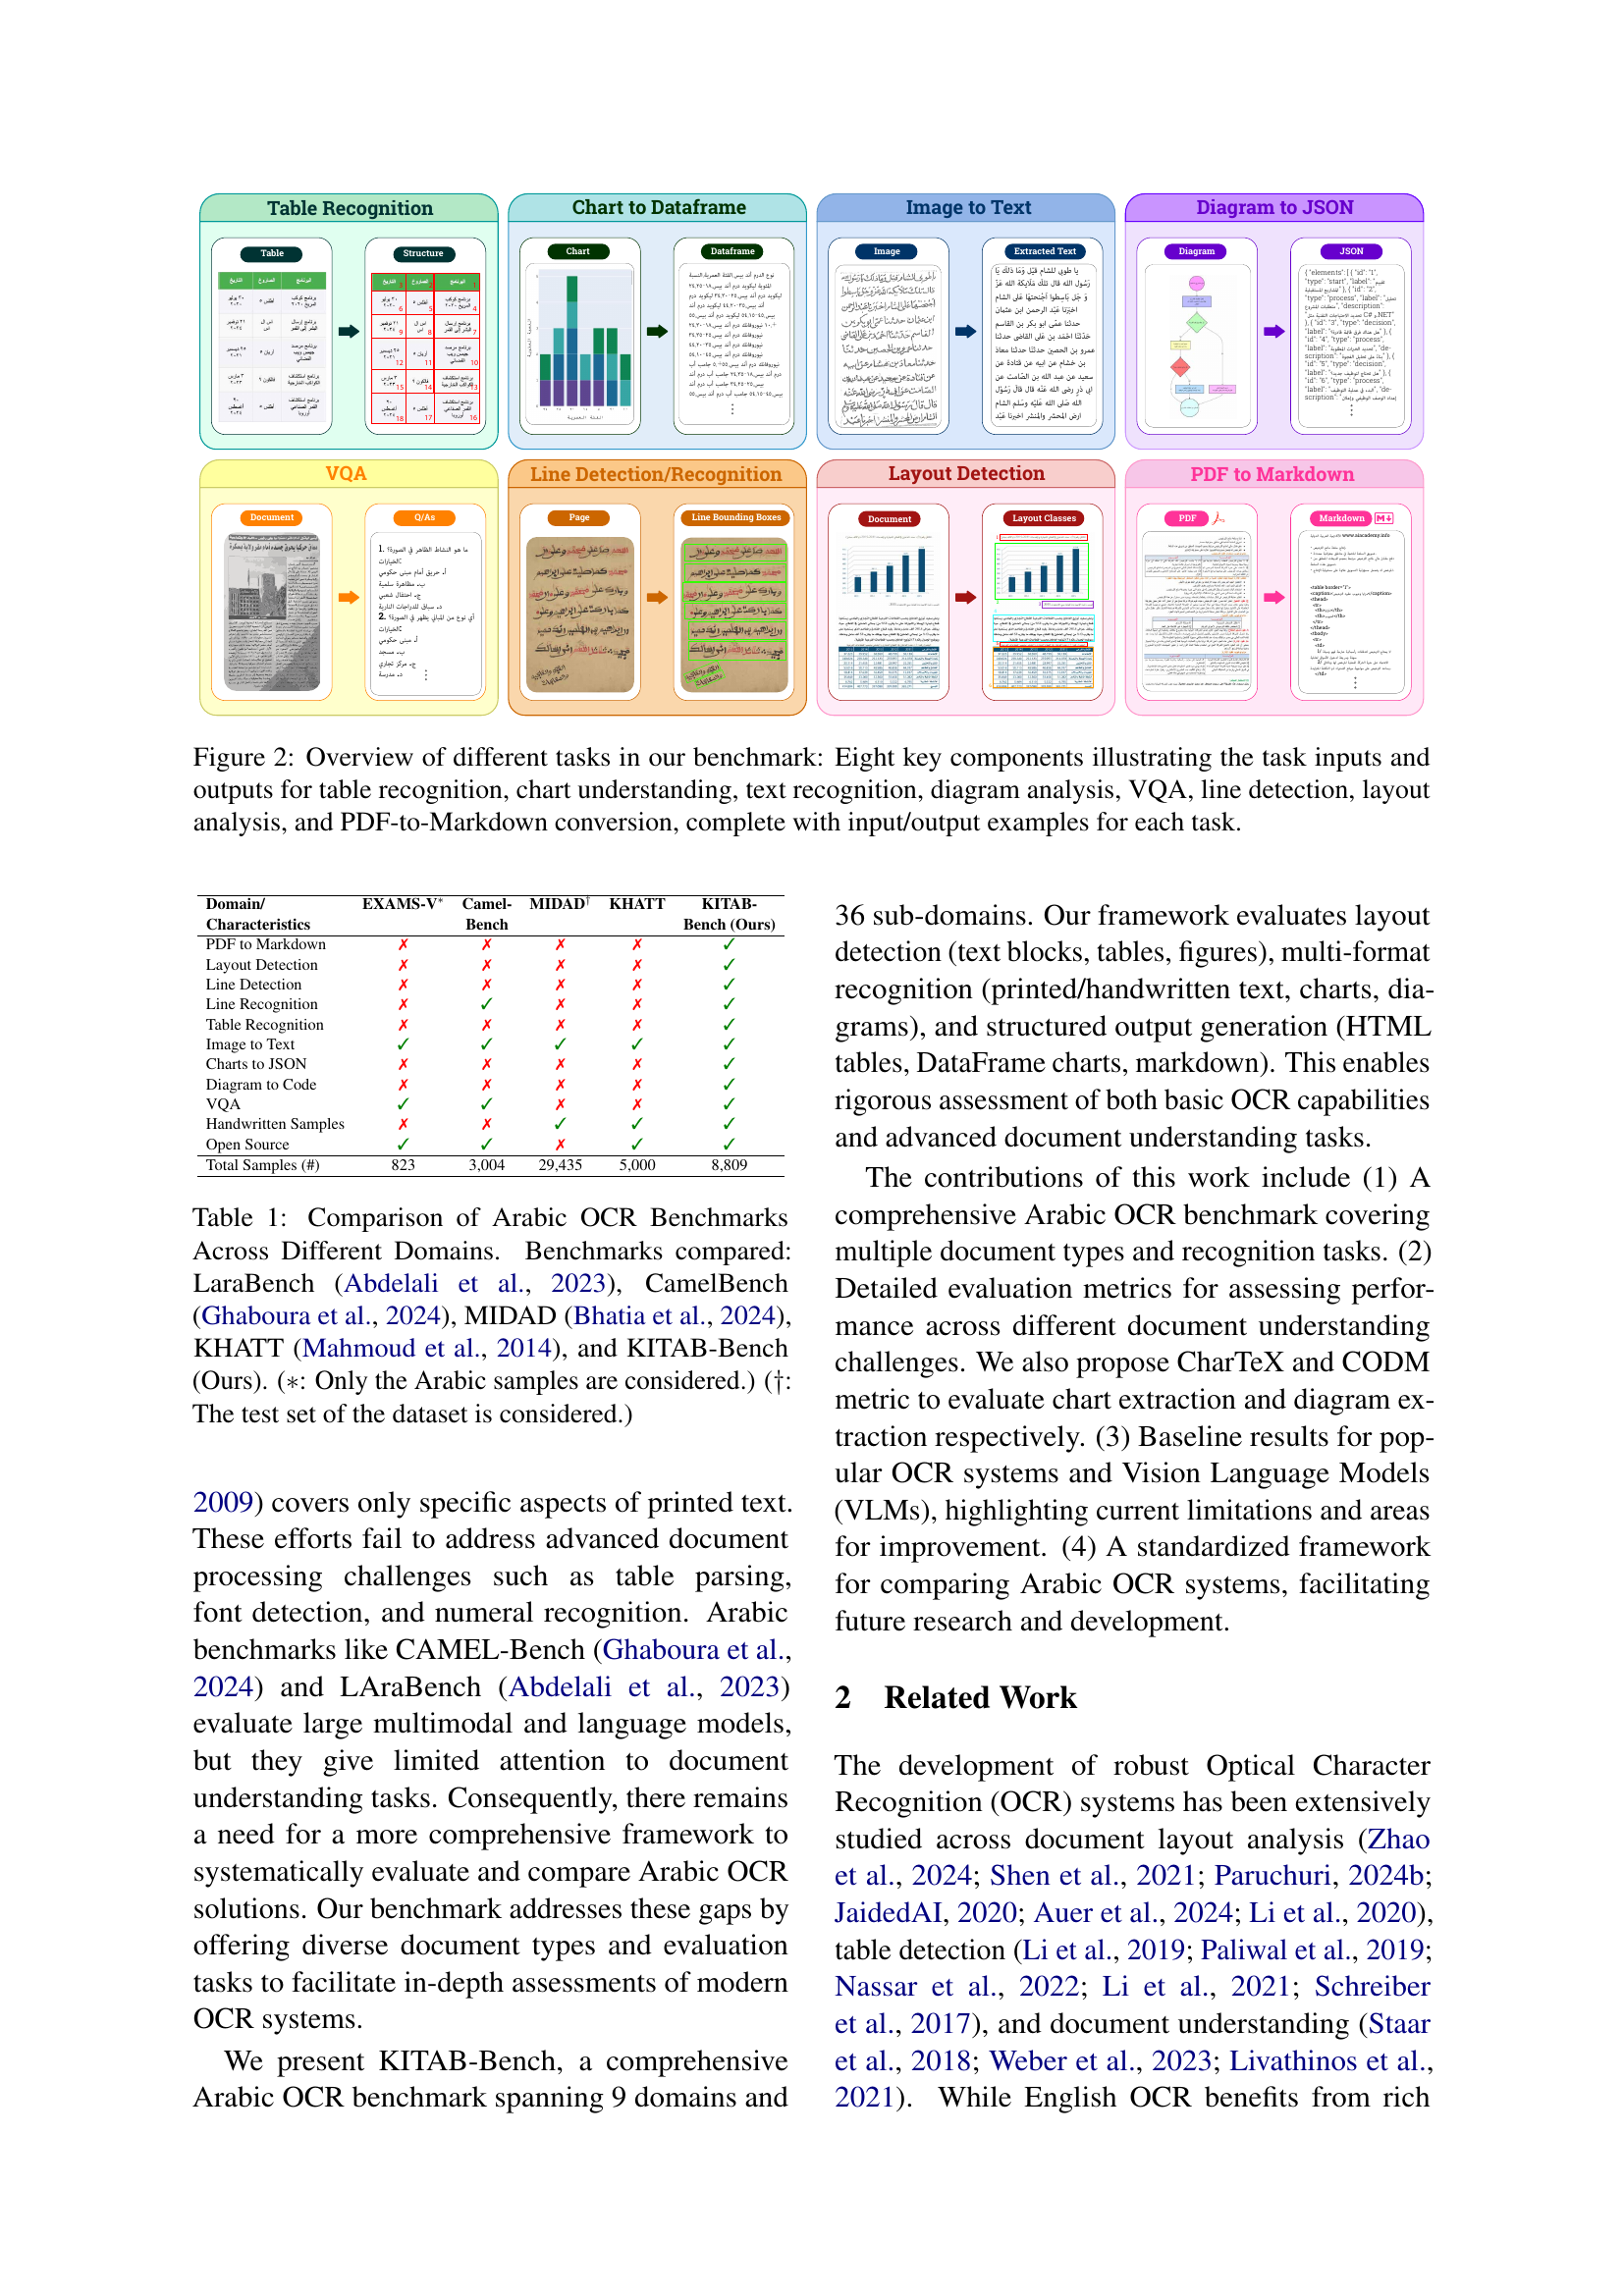 Table Recognition
Table
Structure
Chart to Dataframe
Chart
Dataframe
Image to Text
Image
Extracted Text
Diagram to JSON
Diagram
JSON
VQA
Document
Q/As
Line Detection/Recognition
Page
Line Bounding Boxes
Layout Detection
Document
Layout Classes
PDF to Markdown
PDF
Markdown
Figure 2: Overview of different tasks in our benchmark: Eight key components illustrating the task inputs and
outputs for table recognition, chart understanding, text recognition, diagram analysis, VQA, line detection, layout
analysis, and PDF-to-Markdown conversion, complete with input/output examples for each task.
Domain/ Characteristics EXAMS-V* Camel-Bench MIDAD† KHATT KITAB-Bench (Ours)
PDF to Markdown ✗ ✗ ✗ ✗ ✓
Layout Detection ✗ ✗ ✗ ✗ ✓
Line Detection ✗ ✗ ✗ ✗ ✓
Line Recognition ✗ ✓ ✗ ✗ ✓
Table Recognition ✗ ✗ ✗ ✗ ✓
Image to Text ✓ ✓ ✓ ✓ ✓
Charts to JSON ✗ ✗ ✗ ✗ ✓
Diagram to Code ✗ ✗ ✗ ✗ ✓
VQA ✓ ✓ ✗ ✗ ✓
Handwritten Samples ✗ ✗ ✓ ✓ ✓
Open Source ✓ ✓ ✗ ✓ ✓
Total Samples (#) 823 3,004 29,435 5,000 8,809
Table 1: Comparison of Arabic OCR Benchmarks
Across Different Domains. Benchmarks compared:
LaraBench (Abdelali et al., 2023), CamelBench
(Ghaboura et al., 2024), MIDAD (Bhatia et al., 2024),
KHATT (Mahmoud et al., 2014), and KITAB-Bench
(Ours). (∗: Only the Arabic samples are considered.) (†:
The test set of the dataset is considered.)
2009) covers only specific aspects of printed text.
These efforts fail to address advanced document
processing challenges such as table parsing,
font detection, and numeral recognition. Arabic
benchmarks like CAMEL-Bench (Ghaboura et al.,
2024) and LAraBench (Abdelali et al., 2023)
evaluate large multimodal and language models,
but they give limited attention to document
understanding tasks. Consequently, there remains
a need for a more comprehensive framework to
systematically evaluate and compare Arabic OCR
solutions. Our benchmark addresses these gaps by
offering diverse document types and evaluation
tasks to facilitate in-depth assessments of modern
OCR systems.
We present KITAB-Bench, a comprehensive
Arabic OCR benchmark spanning 9 domains and
36 sub-domains. Our framework evaluates layout
detection (text blocks, tables, figures), multi-format
recognition (printed/handwritten text, charts, dia-
grams), and structured output generation (HTML
tables, DataFrame charts, markdown). This enables
rigorous assessment of both basic OCR capabilities
and advanced document understanding tasks.
The contributions of this work include (1) A
comprehensive Arabic OCR benchmark covering
multiple document types and recognition tasks. (2)
Detailed evaluation metrics for assessing perfor-
mance across different document understanding
challenges. We also propose CharTeX and CODM
metric to evaluate chart extraction and diagram ex-
traction respectively. (3) Baseline results for pop-
ular OCR systems and Vision Language Models
(VLMs), highlighting current limitations and areas
for improvement. (4) A standardized framework
for comparing Arabic OCR systems, facilitating
future research and development.
2 Related Work
The development of robust Optical Character
Recognition (OCR) systems has been extensively
studied across document layout analysis (Zhao
et al., 2024; Shen et al., 2021; Paruchuri, 2024b;
JaidedAI, 2020; Auer et al., 2024; Li et al., 2020),
table detection (Li et al., 2019; Paliwal et al., 2019;
Nassar et al., 2022; Li et al., 2021; Schreiber
et al., 2017), and document understanding (Staar
et al., 2018; Weber et al., 2023; Livathinos et al.,
2021). While English OCR benefits from rich